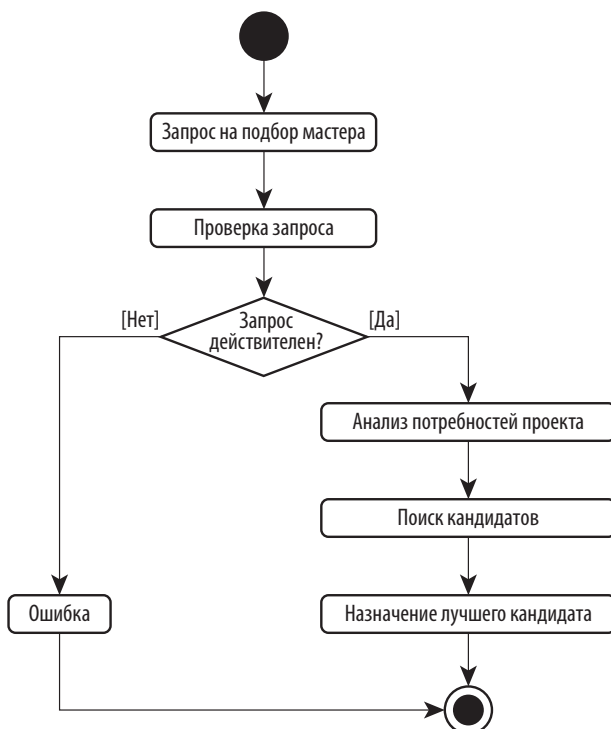 Запрос на подбор мастера
Проверка запроса
[Нет]
Запрос
действителен?
[Да]
Анализ потребностей проекта
Поиск кандидатов
Ошибка
Назначение лучшего кандидата